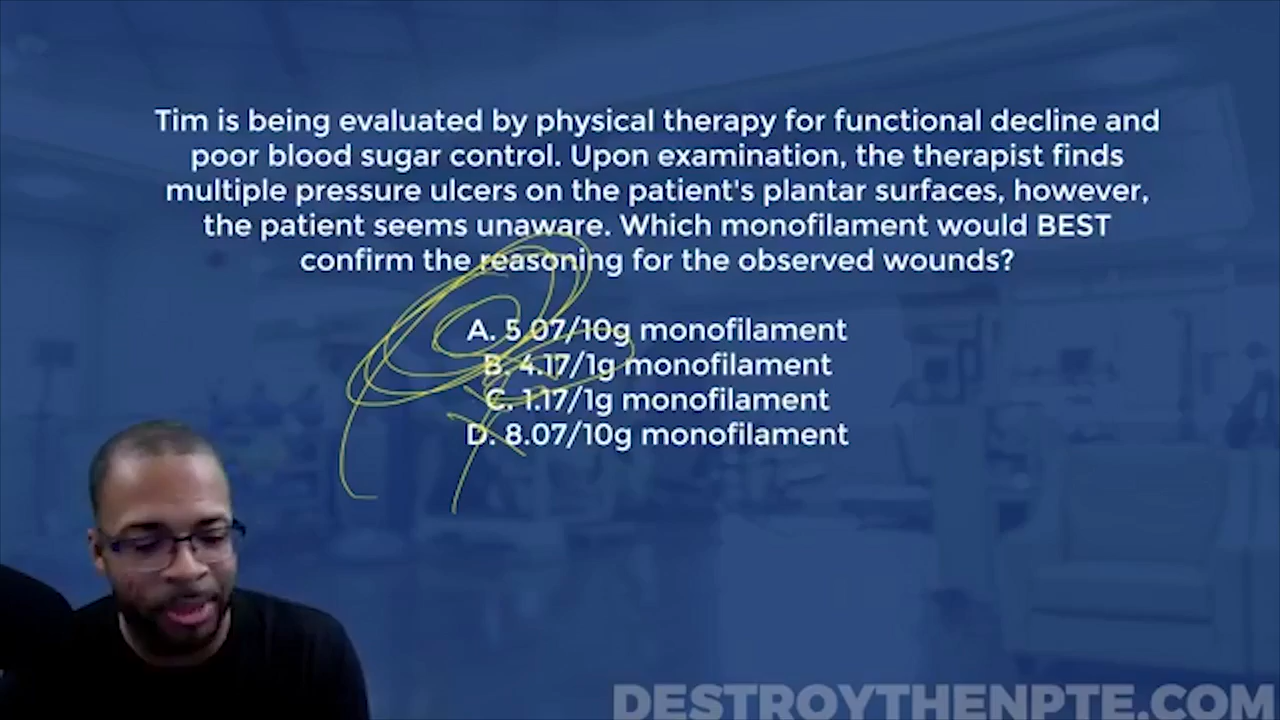 Tim is being evaluated by physical therapy for functional decline and
poor blood sugar control. Upon examination, the therapist finds
multiple pressure ulcers on the patient's plantar surfaces, however,
the patient seems unaware. Which monofilament would BEST
confirm the reasoning for the observed wounds?
A. 5.07/10g monofilament
B. 4.17/1g monofilament
C. 1.17/1g monofilament
D. 8.07/10g monofilament
DESTROYTHENPTE.COM